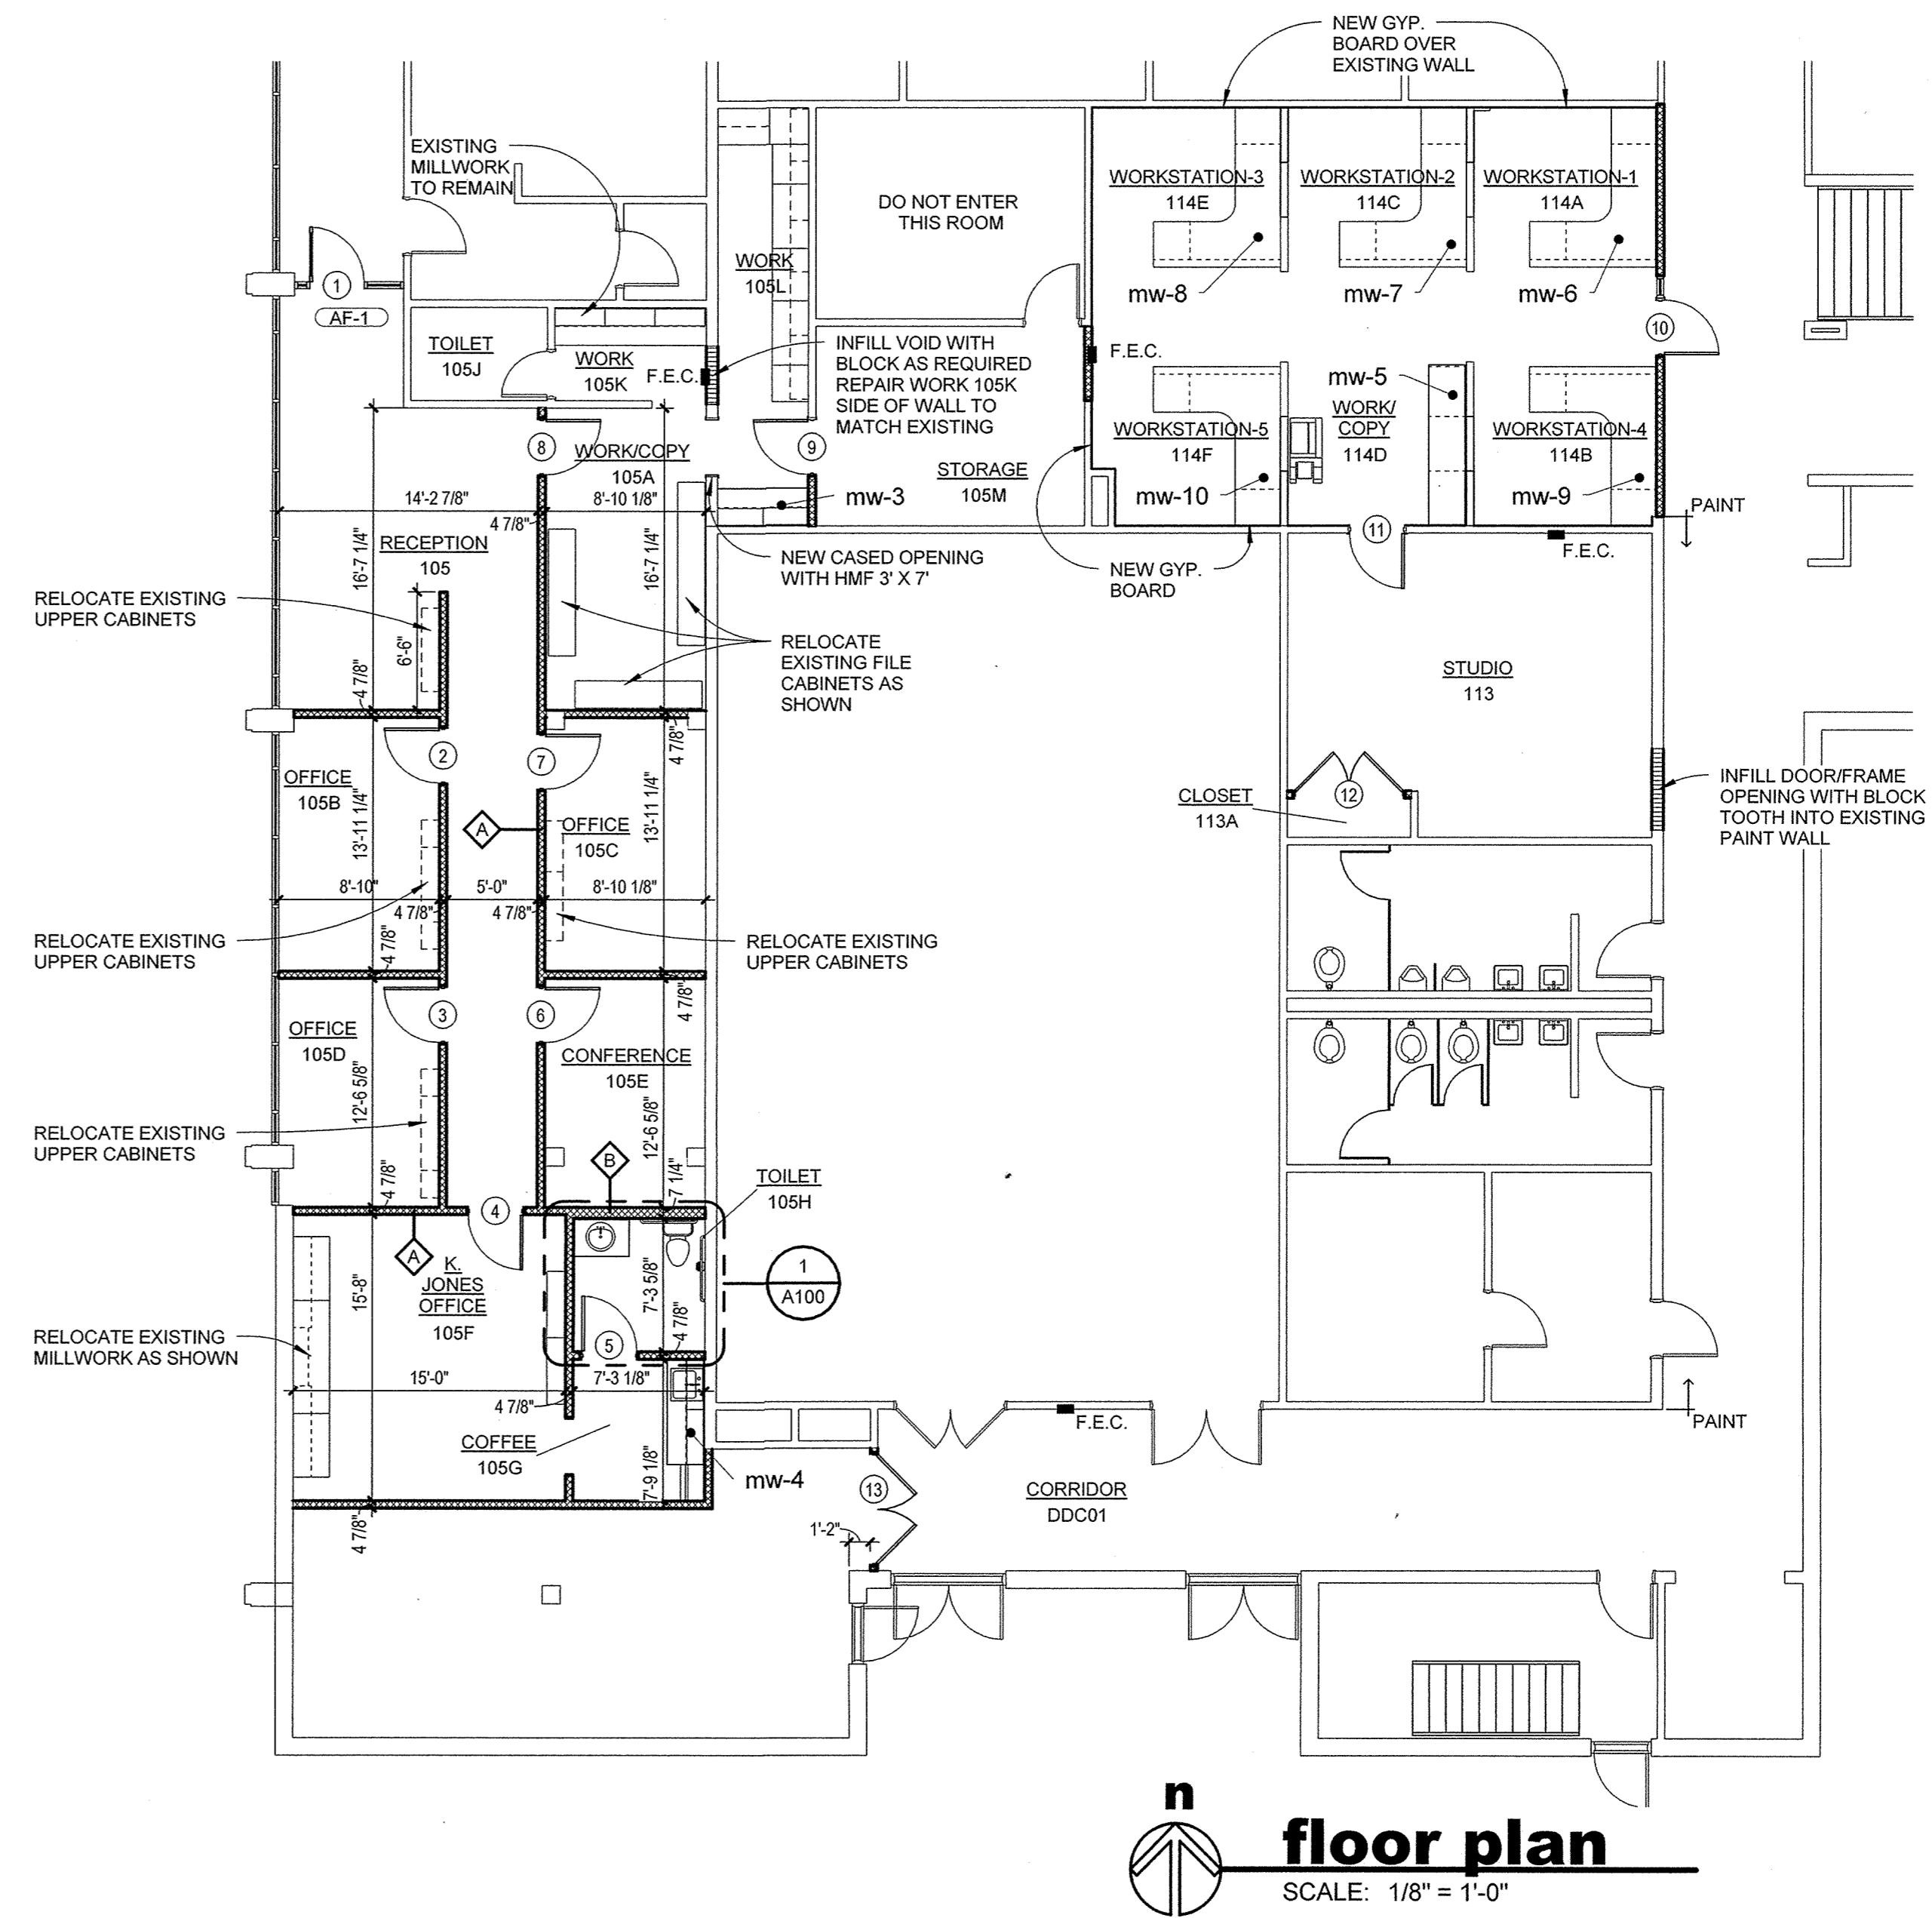 NEW GYP.
BOARD OVER
EXISTING WALL
EXISTING
MILLWORK
TO REMAIN
WORKSTATION-3
114E
WORKSTATION-2
114C
WORKSTATION-1
114A
DO NOT ENTER
THIS ROOM
WORK
105L
mw-8
mw-7
mw-6
1
AF-1
10
TOILET
105J
WORK
105K
F.E.C.
INFILL VOID WITH
BLOCK AS REQUIRED
REPAIR WORK 105K
SIDE OF WALL TO
MATCH EXISTING
F.E.C.
mw-5
WORK/
COPY
114D
WORKSTATION-5
114F
WORKSTATION-4
114B
8
WORK/COPY
105A
9
STORAGE
105M
mw-3
mw-10
mw-9
14'-2 7/8"
4 7/8"
8'-10 1/8"
PAINT
11
F.E.C.
RECEPTION
105
16'-7 1/4"
16'-7 1/4"
NEW CASED OPENING
WITH HMF 3' X 7'
NEW GYP.
BOARD
RELOCATE EXISTING
UPPER CABINETS
6'-6"
4 7/8"
RELOCATE
EXISTING FILE
CABINETS AS
SHOWN
STUDIO
113
4 7/8"
2
7
OFFICE
105B
13'-11 1/4"
A
OFFICE
105C
13'-11 1/4"
CLOSET
113A
12
INFILL DOOR/FRAME
OPENING WITH BLOCK
TOOTH INTO EXISTING
PAINT WALL
8'-10"
5'-0"
8'-10 1/8"
4 7/8"
4 7/8"
RELOCATE EXISTING
UPPER CABINETS
4 7/8"
RELOCATE EXISTING
UPPER CABINETS
4 7/8"
3
6
OFFICE
105D
CONFERENCE
105E
12'-6 5/8"
12'-6 5/8"
RELOCATE EXISTING
UPPER CABINETS
4 7/8"
B
7 1/4"
TOILET
105H
4
A
K.
JONES
OFFICE
105F
15'-8"
7'-3 5/8"
4 7/8"
1
A100
RELOCATE EXISTING
MILLWORK AS SHOWN
5
15'-0"
7'-3 1/8"
4 7/8"
F.E.C.
PAINT
COFFEE
105G
7'-9 1/8"
mw-4
13
CORRIDOR
DDC01
4 7/8"
1'-2"
n
floor plan
SCALE: 1/8" = 1'-0"